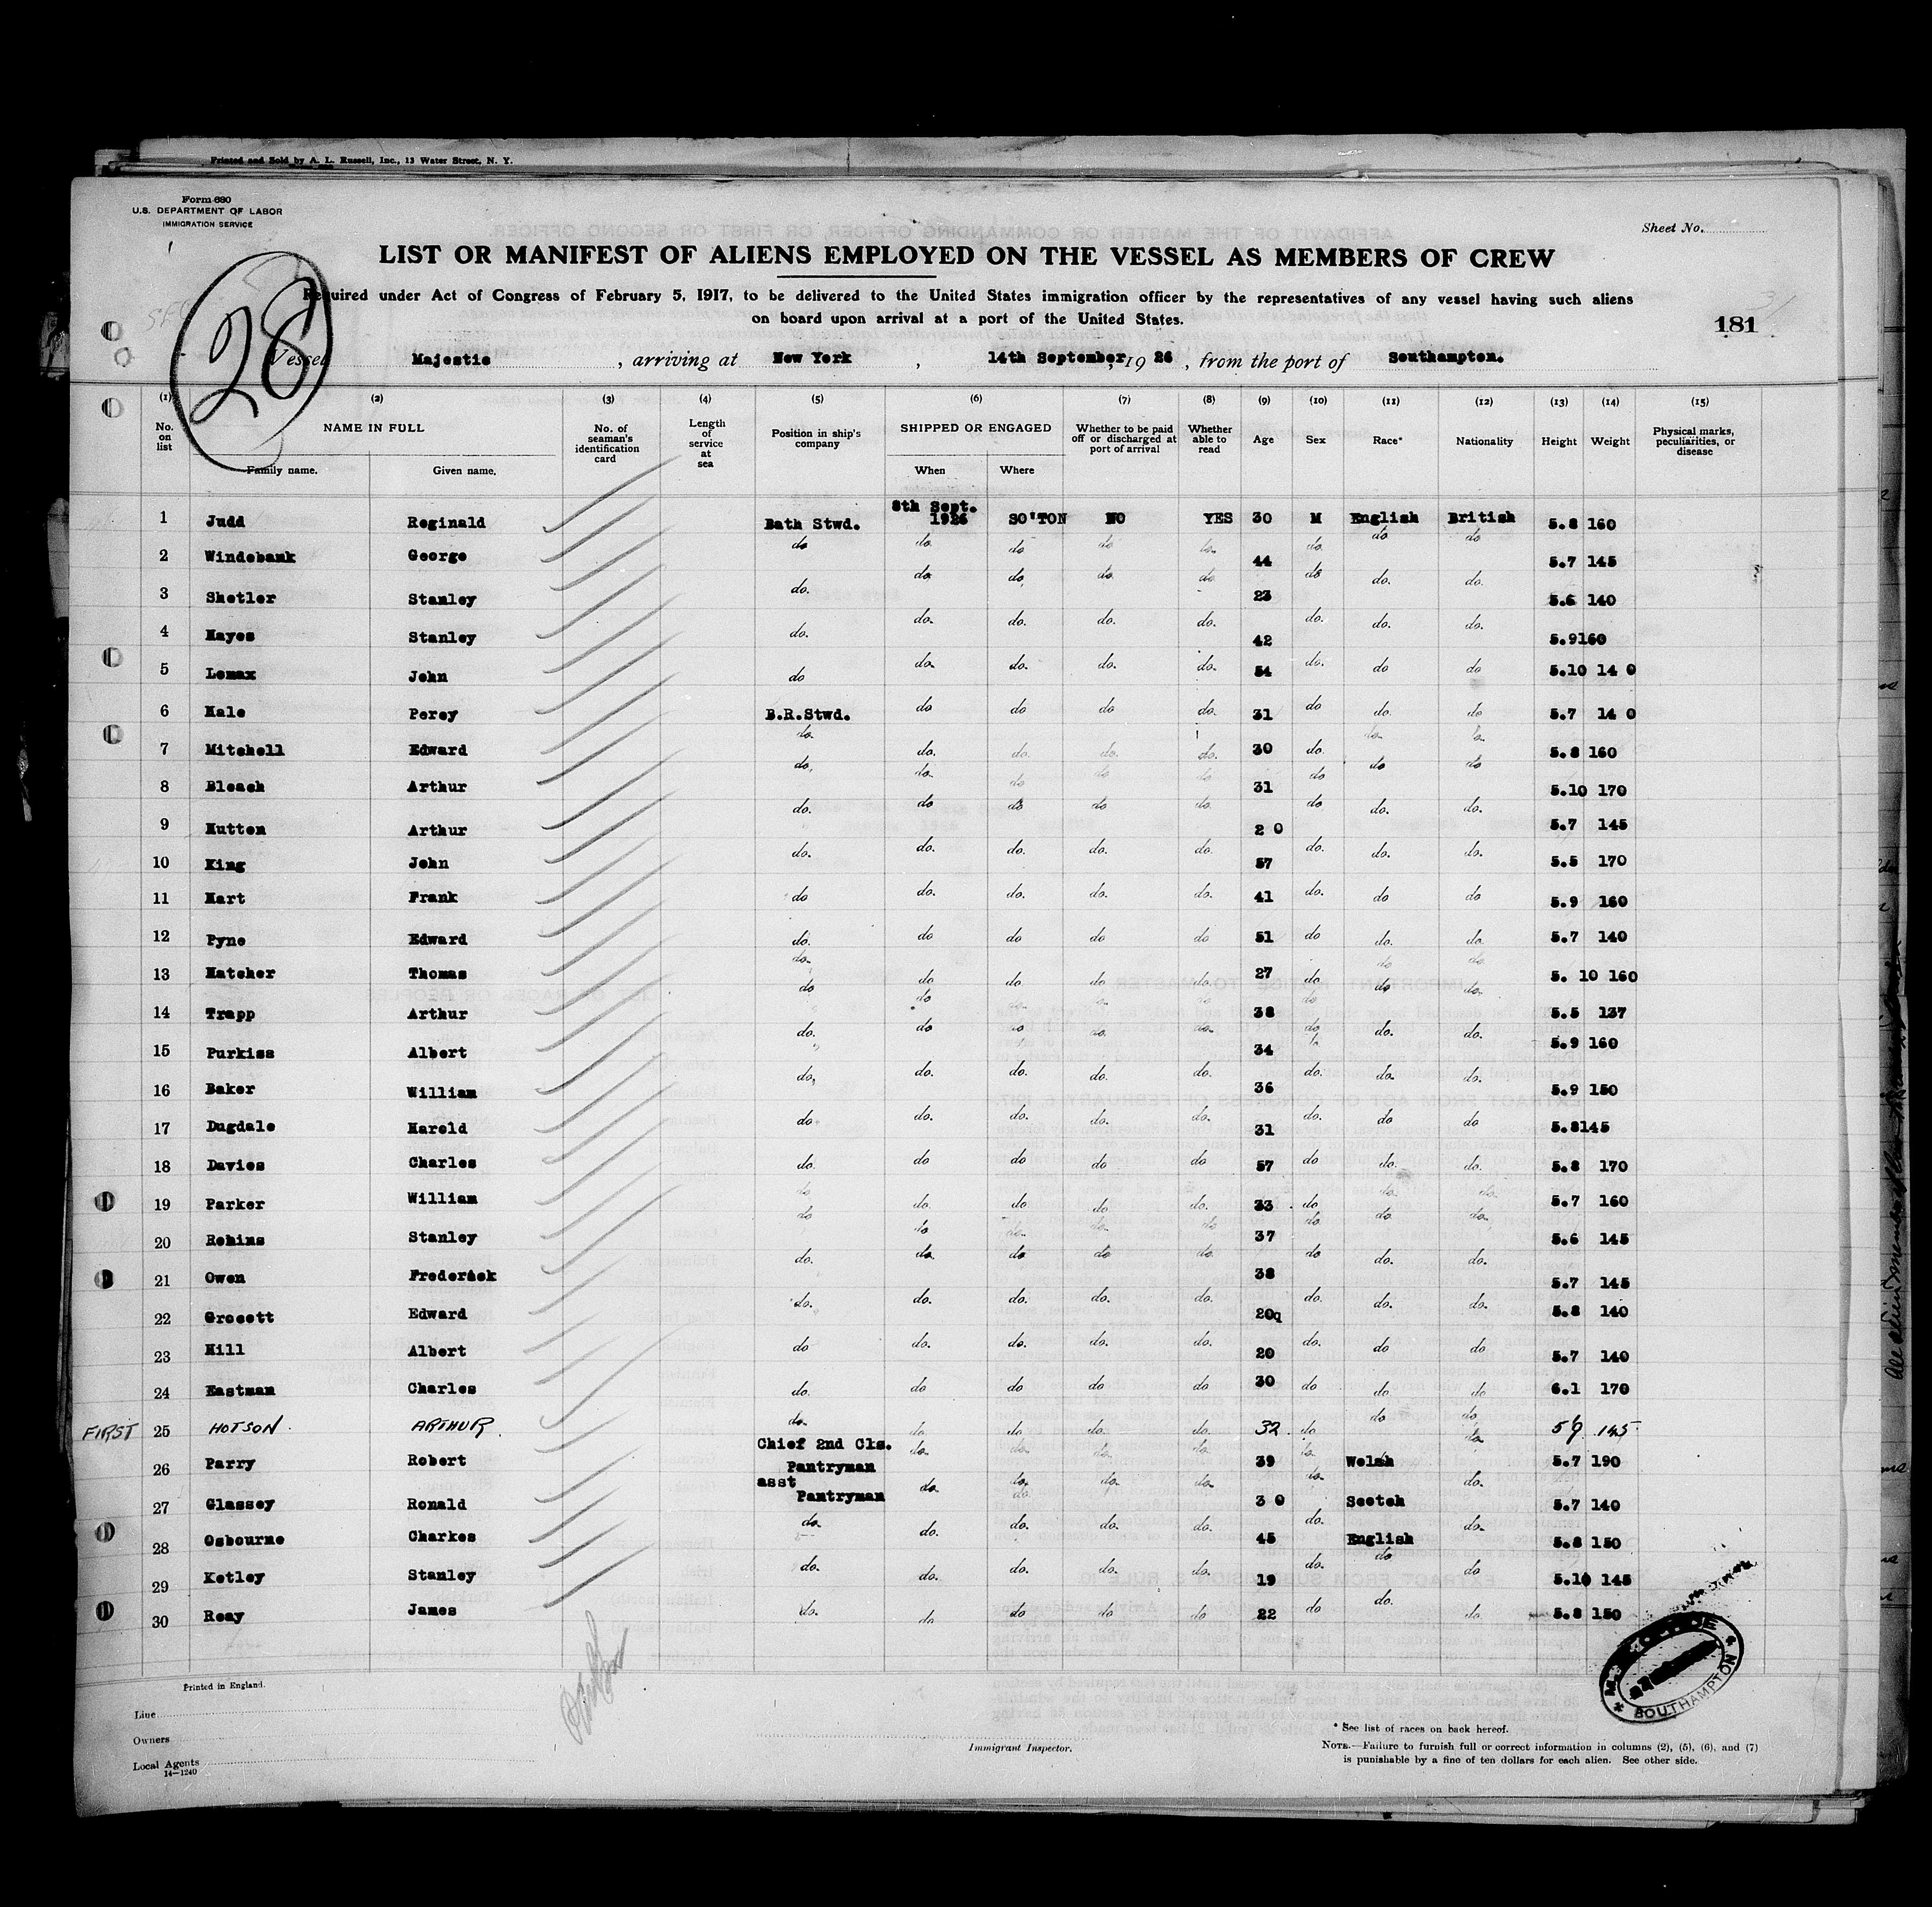 Printed and Sold by A. L. Russell, Inc., 13 Water Street, N. Y.
Form 680
U.S. DEPARTMENT OF LABOR
IMMIGRATION SERVICE
Sheet No.
28
LIST OR MANIFEST OF ALIENS EMPLOYED ON THE VESSEL AS MEMBERS OF CREW
Required under Act of Congress of February 5, 1917, to be delivered to the United States immigration officer by the representatives of any vessel having such aliens
on board upon arrival at a port of the United States.
181
Vessel Majestic, arriving at New York, 14th September, 1926, from the port of Southampton.
(1) (2) (3) (4) (5) (6) (7) (8) (9) (10) (11) (12) (13) (14) (15)
No. on list NAME IN FULL Family name. Given name. No. of seaman's identification card Length of service at sea Position in ship's company SHIPPED OR ENGAGED When Where Whether to be paid off or discharged at port of arrival Whether able to read Age Sex Race* Nationality Height Weight Physical marks, peculiarities, or disease
1 Judd Reginald Bath Stwd. 8th Sept. 1926 SO'TON NO YES 30 M English British 5.8 160
2 Windebank George do do do do do 44 do do do 5.7 145
3 Shetler Stanley do. do do do do 23 do do. do. 5.6 140
4 Hayes Stanley do. do. do. do. do. 42 do. do. do. 5.9160
5 Lomax John do do. do. do. do. 54 do. do do 5.10 14 0
6 Hale Percy B.R.Stwd. do do do do. 31 do do. do 5.7 14 0
7 Mitchell Edward do. do. do. do. do. 30 do. do. do. 5.8 160
8 Bleach Arthur do. do. do do do 31 do do do 5.10 170
9 Hutton Arthur do. do do do do. 2 0 do do. do. 5.7 145
10 King John do. do. do. do. do. 57 do. do. do. 5.5 170
11 Hart Frank do do. do. do. do. 41 do. do do 5.9 160
12 Pyne Edward do. do do do do 51 do do. do. 5.7 140
13 Hatcher Thomas do. do do do do. 27 do do do 5. 10 160
14 Trapp Arthur do do do do do 38 do do do. 5.5 137
15 Purkiss Albert do. do do do. do. 34 do do. do. 5.9 160
16 Baker William do, do. do. do. do. 36 do. do. do. 5.9 150
17 Dugdale Harold do. do. do. do. do. 31 do. do do 5.8145
18 Davies Charles do. do do do do 57 do do. do. 5.8 170
19 Parker William do do. do do do. 33 do do. do. 5.7 160
20 Robins Stanley do do do. do. do 37 do do do. 5.6 145
21 Owen Frederick do. do. do do do. 38 do do. do. 5.7 145
22 Grosett Edward do. do. do. do. do. 20q do. do. do. 5.8 140
23 Hill Albert do do. do. do. do. 20 do. do do 5.7 140
24 Eastman Charles do. do do do do 30 do do. do 6.1 170
FIRST 25 HOTSON. ARTHUR. do. do do. do. do. 32 do do do 5 9 145
26 Parry Robert Chief 2nd Cls. Pantryman do. do. do. do. 39 do. Welsh do. 5.7 190
27 Glassey Ronald asst Pantryman do. do. do. do. 3 0 do. Scotch do. 5.7 140
28 Osbourne Charkes do. do. do. do. do. 45 do. English do. 5.8 150
29 Ketley Stanley do. do. do. do. do. 19 do. do do 5.10 145
30 Reay James do. do do do do 22 do do. do. 5.8 150
Printed in England.
Line
Owners
Local Agents
14—1240
Immigrant Inspector.
* See list of races on back hereof.
NOTE.—Failure to furnish full or correct information in columns (2), (5), (6), and (7)
is punishable by a fine of ten dollars for each alien. See other side.
SOUTHAMPTON